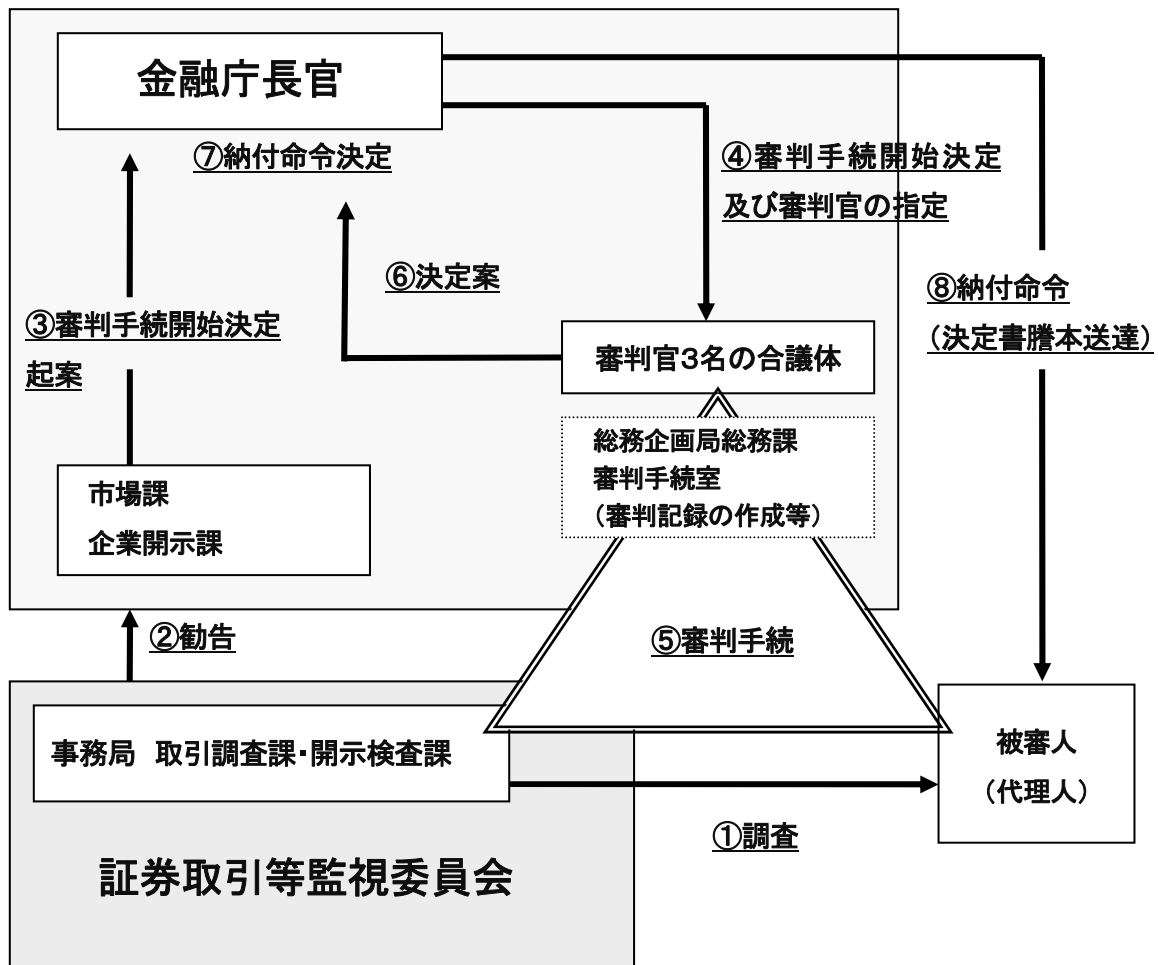 金融庁長官
⑦納付命令決定
④審判手続開始決定
及び審判官の指定
⑥決定案
⑧納付命令
（決定書謄本送達）
③審判手続開始決定
起案
審判官3名の合議体
総務企画局総務課
審判手続室
（審判記録の作成等）
市場課
企業開示課
②勧告
⑤審判手続
事務局　取引調査課・開示検査課
被審人
（代理人）
①調査
証券取引等監視委員会